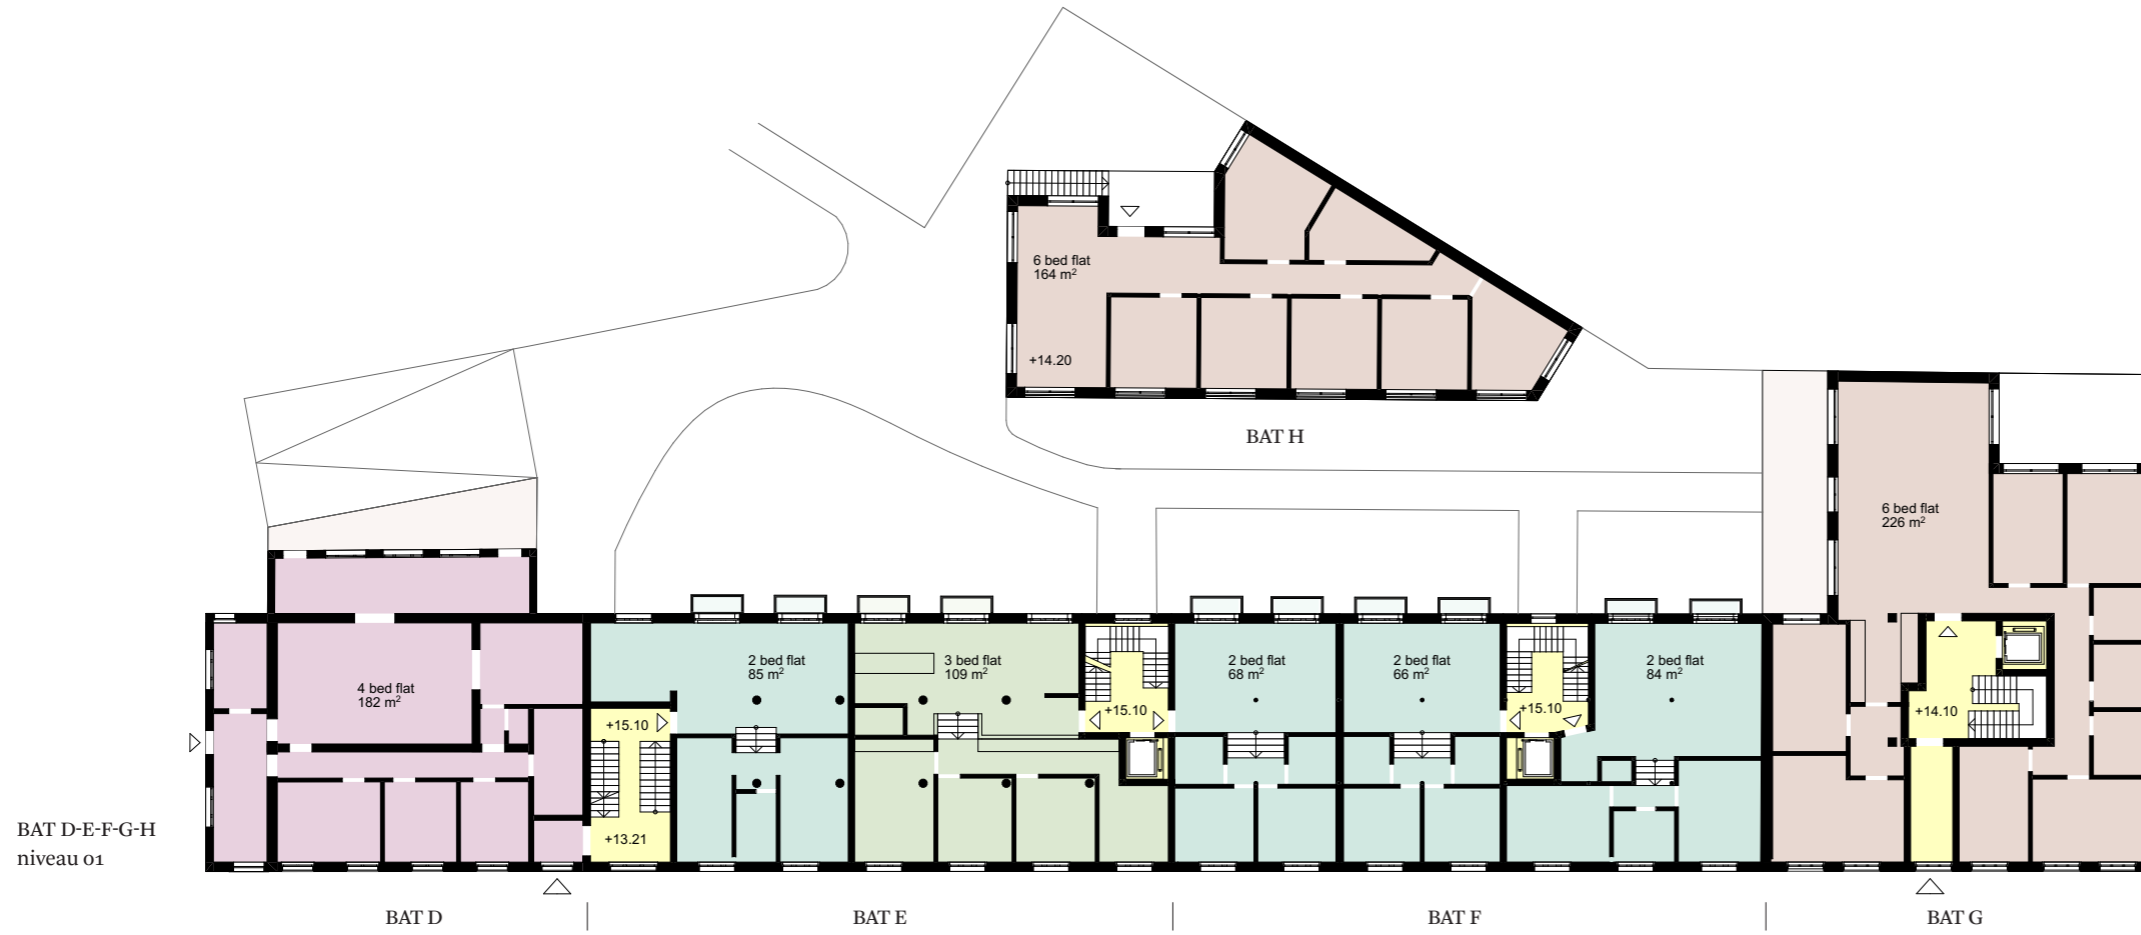 6 bed flat
164 m²
+14.20
BAT H
6 bed flat
226 m²
4 bed flat
182 m²
2 bed flat
85 m²
3 bed flat
109 m²
2 bed flat
68 m²
2 bed flat
66 m²
2 bed flat
84 m²
+15.10
+15.10
+15.10
+14.10
+13.21
BAT D-E-F-G-H
niveau 01
BAT D
BAT E
BAT F
BAT G